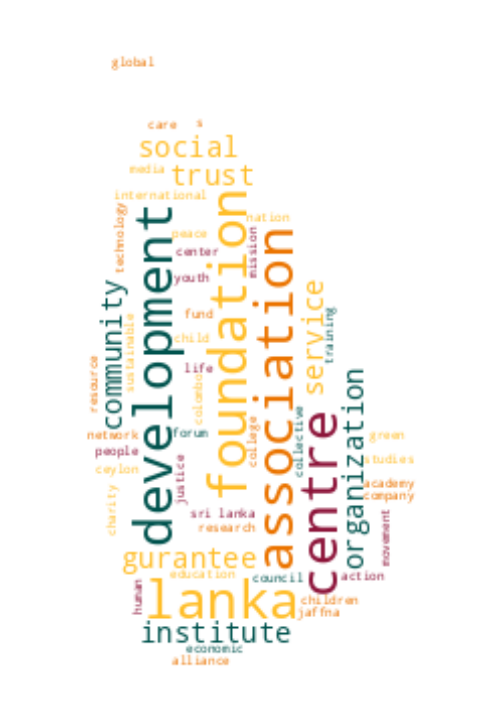 global
care
s
social
media
trust
international
foundation
technology
development
nation
peace
mission
association
center
youth
community
service
fund
training
sustainable
child
resource
life
colombo
organization
network
forum
college
collective
centre
green
people
justice
ceylon
studies
charity
academy
company
sri lanka
movement
research
gurantee
education
council
action
human
lanka
children
jaffna
institute
economic
alliance